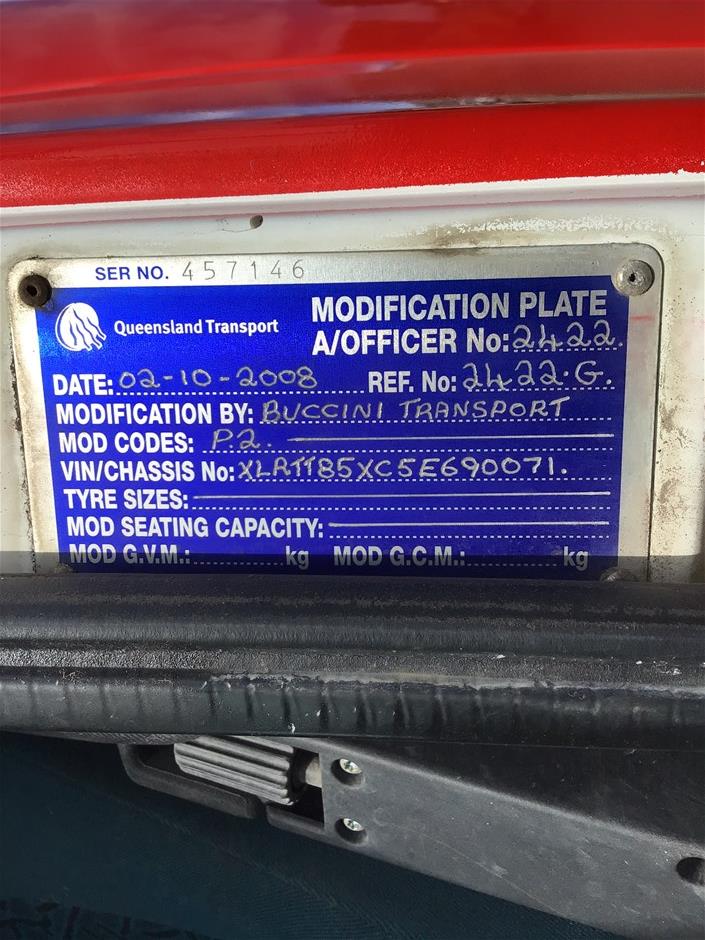 SER NO. 457146
Queensland Transport
MODIFICATION PLATE
A/OFFICER No: 2422.
DATE: 02-10-2008 REF. No: 2422.G.
MODIFICATION BY: BUCCINI TRANSPORT
MOD CODES: P2.
VIN/CHASSIS No: XLRTT85XC5E690071.
TYRE SIZES:
MOD SEATING CAPACITY:
MOD G.V.M.: kg MOD G.C.M.: kg